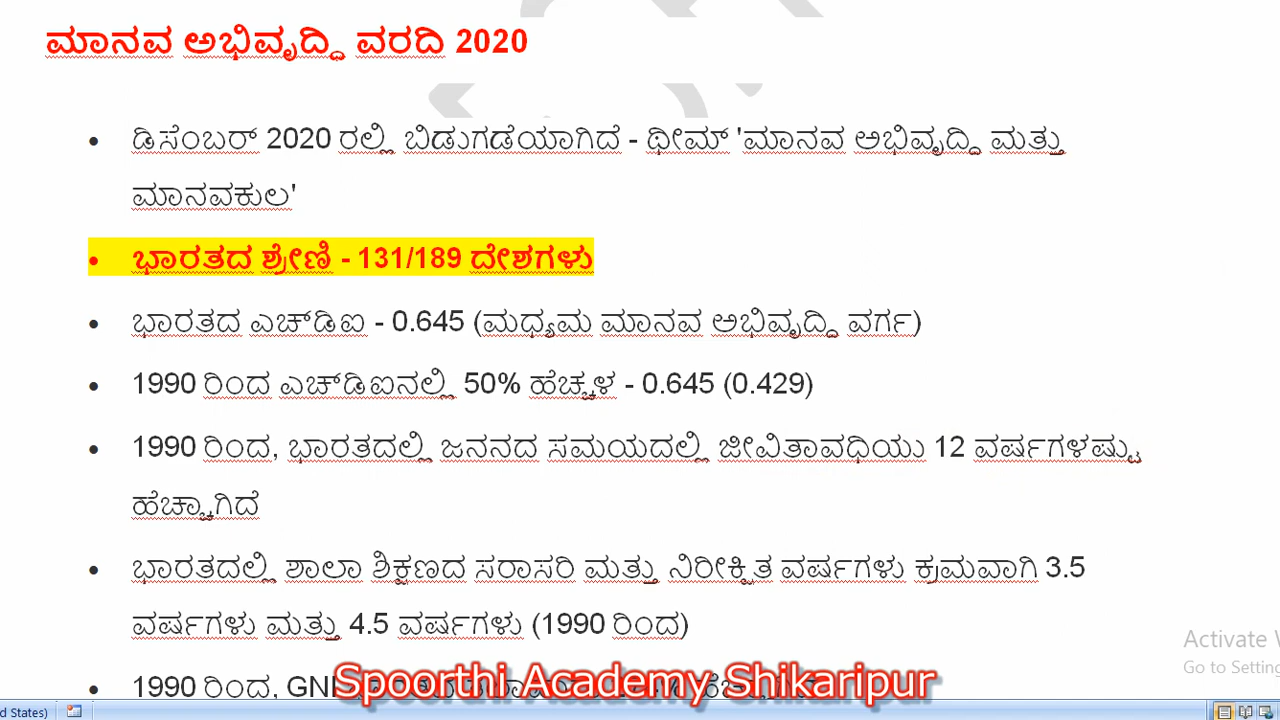 ಮಾನವ ಅಭಿವೃದ್ಧಿ ವರದಿ 2020
• ಡಿಸೆಂಬರ್ 2020 ರಲ್ಲಿ ಬಿಡುಗಡೆಯಾಗಿದೆ - ಥೀಮ್ 'ಮಾನವ ಅಭಿವೃದ್ಧಿ ಮತ್ತು
ಮಾನವಕುಲ'
• ಭಾರತದ ಶ್ರೇಣಿ - 131/189 ದೇಶಗಳು
• ಭಾರತದ ಎಚ್‌ಡಿಐ - 0.645 (ಮಧ್ಯಮ ಮಾನವ ಅಭಿವೃದ್ಧಿ ವರ್ಗ)
• 1990 ರಿಂದ ಎಚ್‌ಡಿಐನಲ್ಲಿ 50% ಹೆಚ್ಚಳ - 0.645 (0.429)
• 1990 ರಿಂದ, ಭಾರತದಲ್ಲಿ ಜನನದ ಸಮಯದಲ್ಲಿ ಜೀವಿತಾವಧಿಯು 12 ವರ್ಷಗಳಷ್ಟು
ಹೆಚ್ಚಾಗಿದೆ
• ಭಾರತದಲ್ಲಿ ಶಾಲಾ ಶಿಕ್ಷಣದ ಸರಾಸರಿ ಮತ್ತು ನಿರೀಕ್ಷಿತ ವರ್ಷಗಳು ಕ್ರಮವಾಗಿ 3.5
ವರ್ಷಗಳು ಮತ್ತು 4.5 ವರ್ಷಗಳು (1990 ರಿಂದ)
• 1990 ರಿಂದ,
Spoorthi Academy Shikaripur
Activate
Go to Setting
d States)